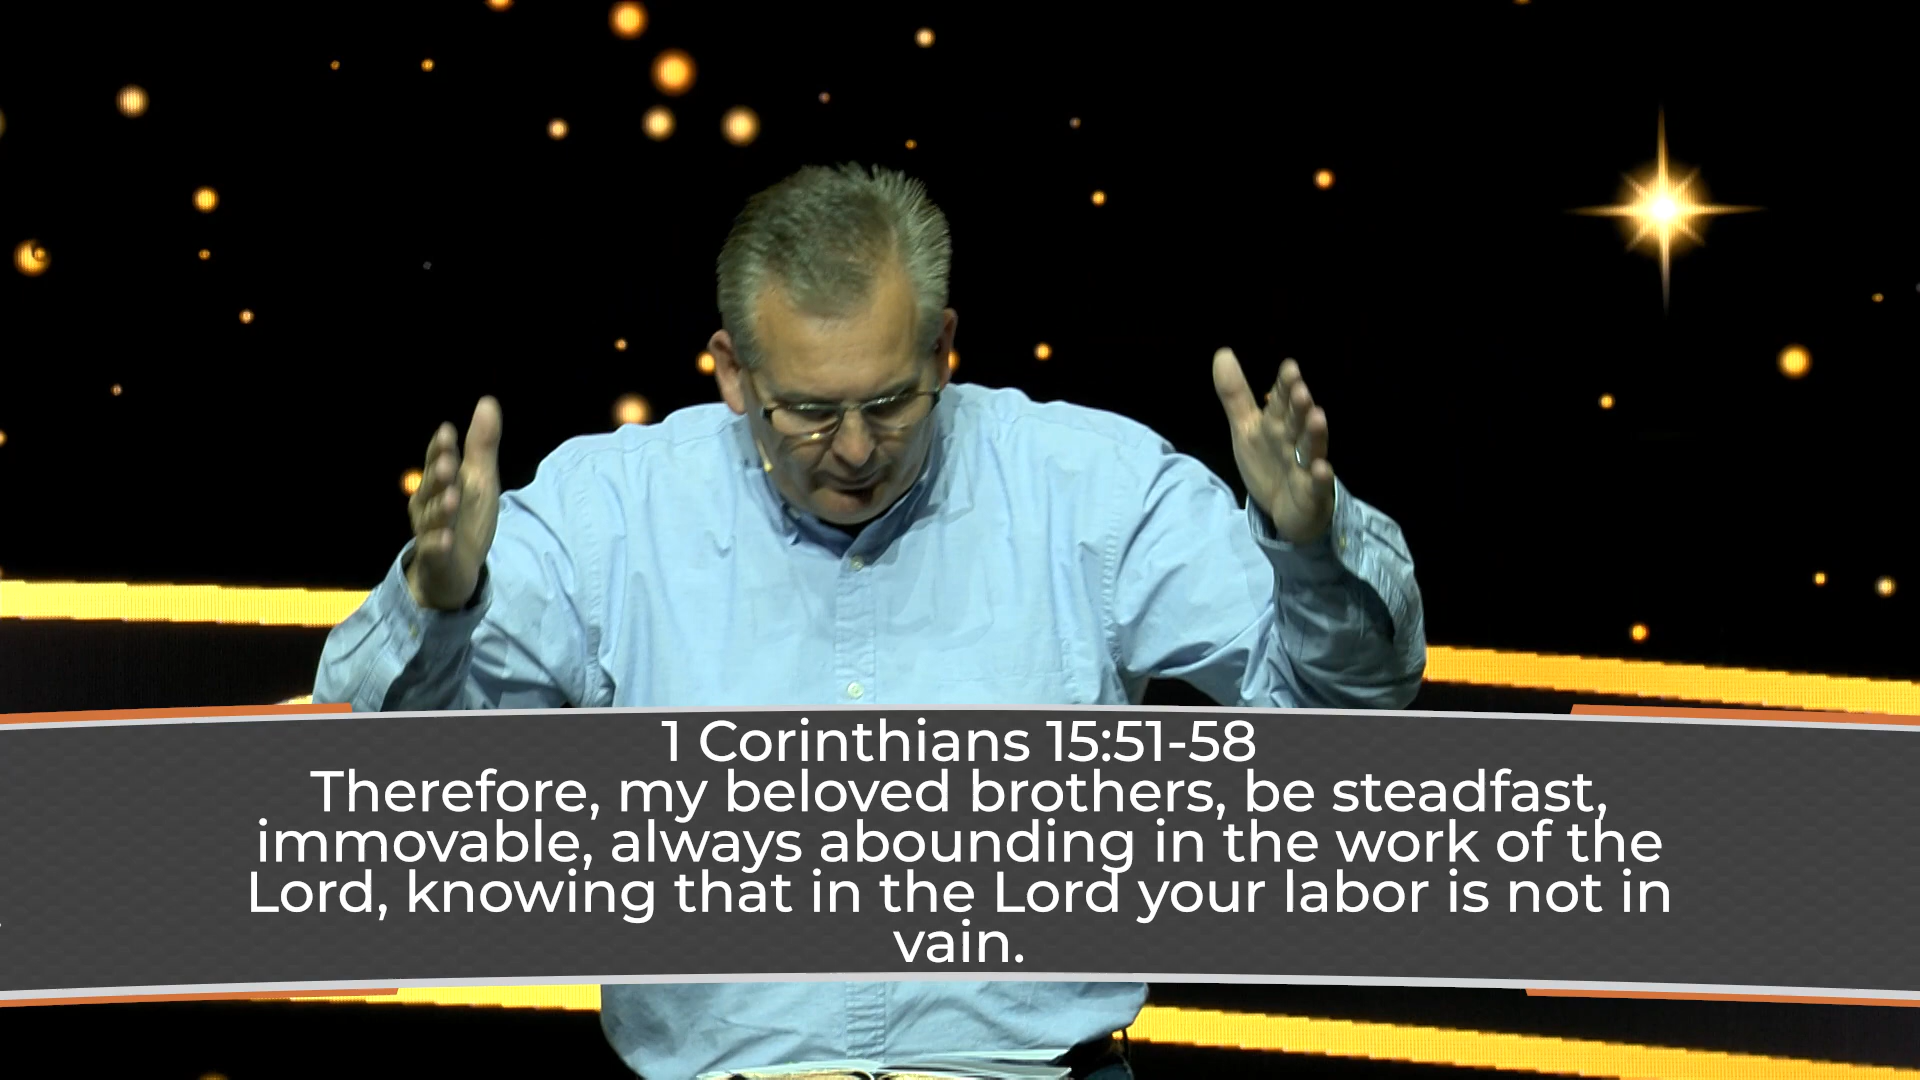 1 Corinthians 15:51-58
Therefore, my beloved brothers, be steadfast,
immovable, always abounding in the work of the
Lord, knowing that in the Lord your labor is not in
vain.